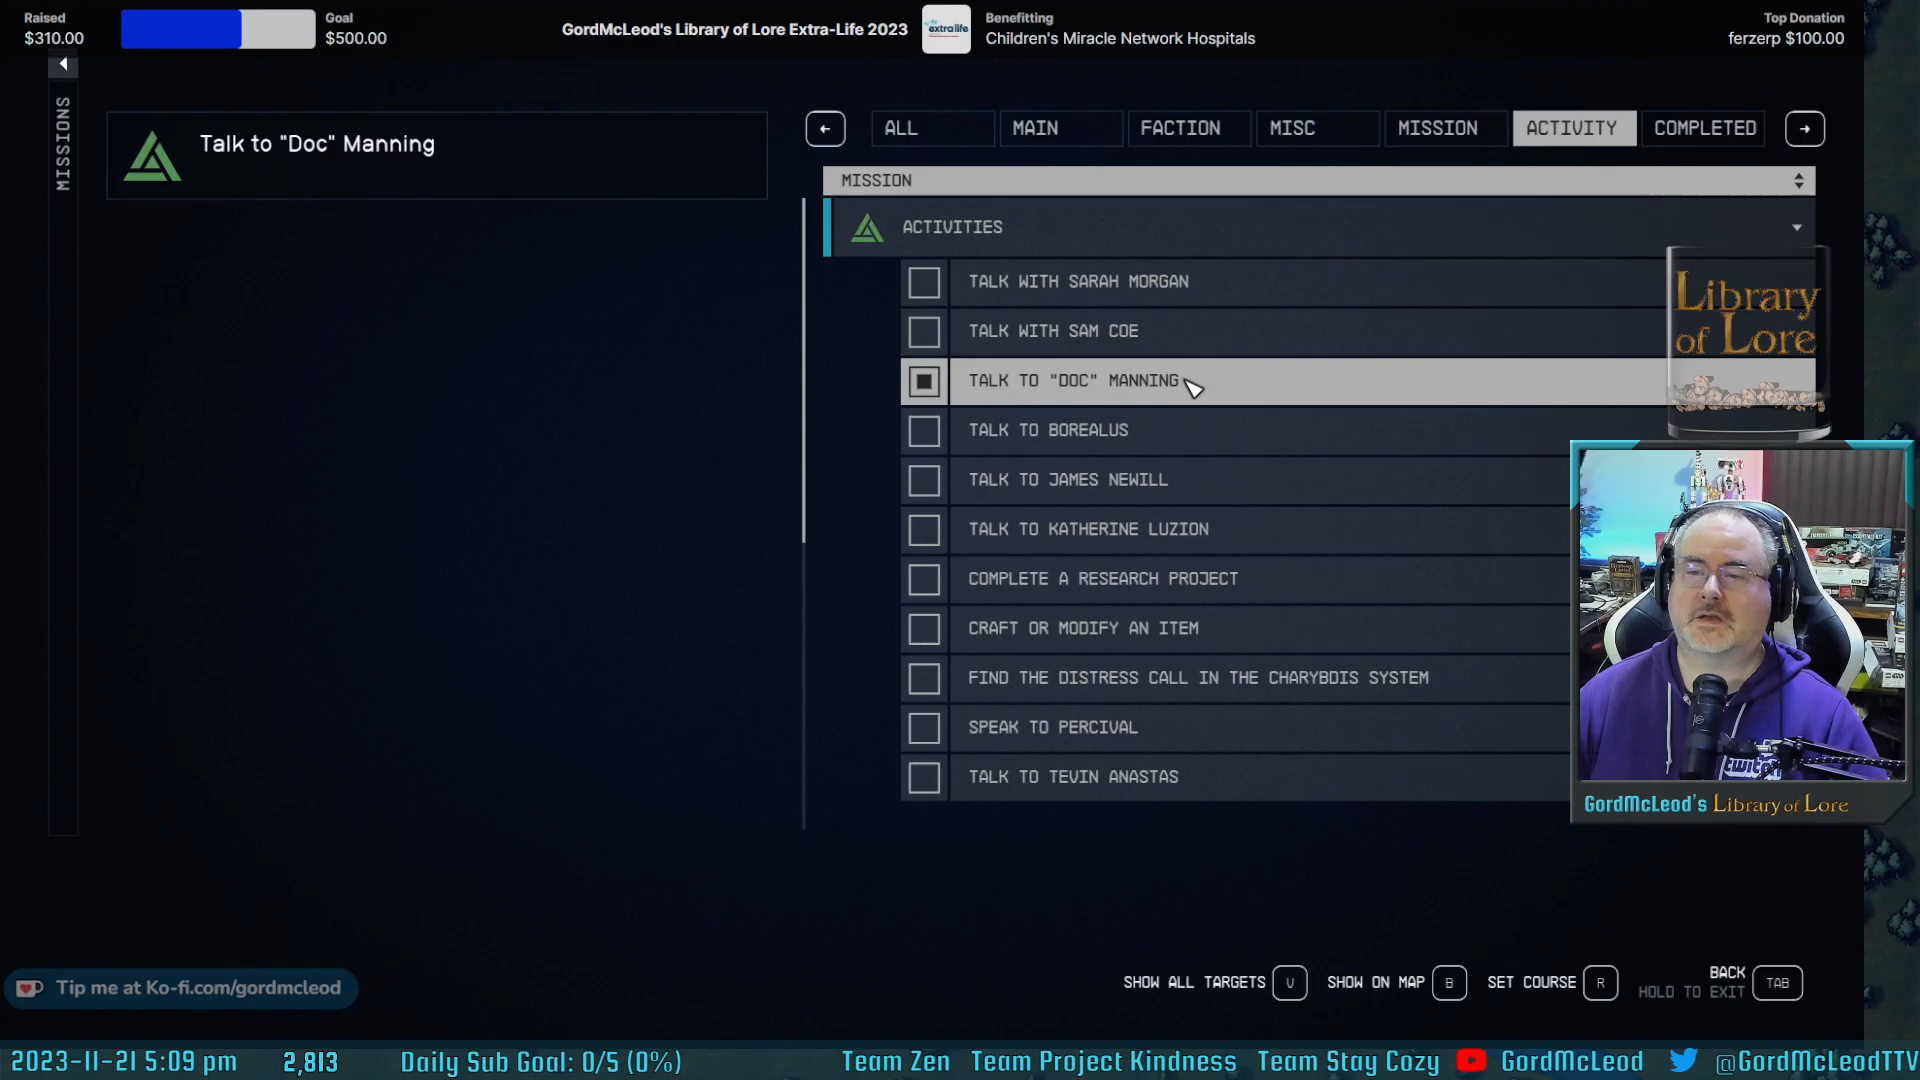 Raised
$310.00
Goal
$500.00
GordMcLeod's Library of Lore Extra-Life 2023
extralife
Benefitting
Children's Miracle Network Hospitals
Top Donation
ferzerp $100.00
MISSIONS
Talk to "Doc" Manning
ALL
MAIN
FACTION
MISC
MISSION
ACTIVITY
COMPLETED
MISSION
ACTIVITIES
TALK WITH SARAH MORGAN
TALK WITH SAM COE
TALK TO "DOC" MANNING
TALK TO BOREALUS
TALK TO JAMES NEWILL
TALK TO KATHERINE LUZION
COMPLETE A RESEARCH PROJECT
CRAFT OR MODIFY AN ITEM
FIND THE DISTRESS CALL IN THE CHARYBDIS SYSTEM
SPEAK TO PERCIVAL
TALK TO TEVIN ANASTAS
Library
of Lore
twitch
GordMcLeod's Library of Lore
SHOW ALL TARGETS V
SHOW ON MAP B
SET COURSE R
BACK
HOLD TO EXIT
TAB
Tip me at Ko-fi.com/gordmcleod
2023-11-21 5:09 pm
2,813
Daily Sub Goal: 0/5 (0%)
Team Zen
Team Project Kindness
Team Stay Cozy
GordMcLeod
@GordMcLeodTTV